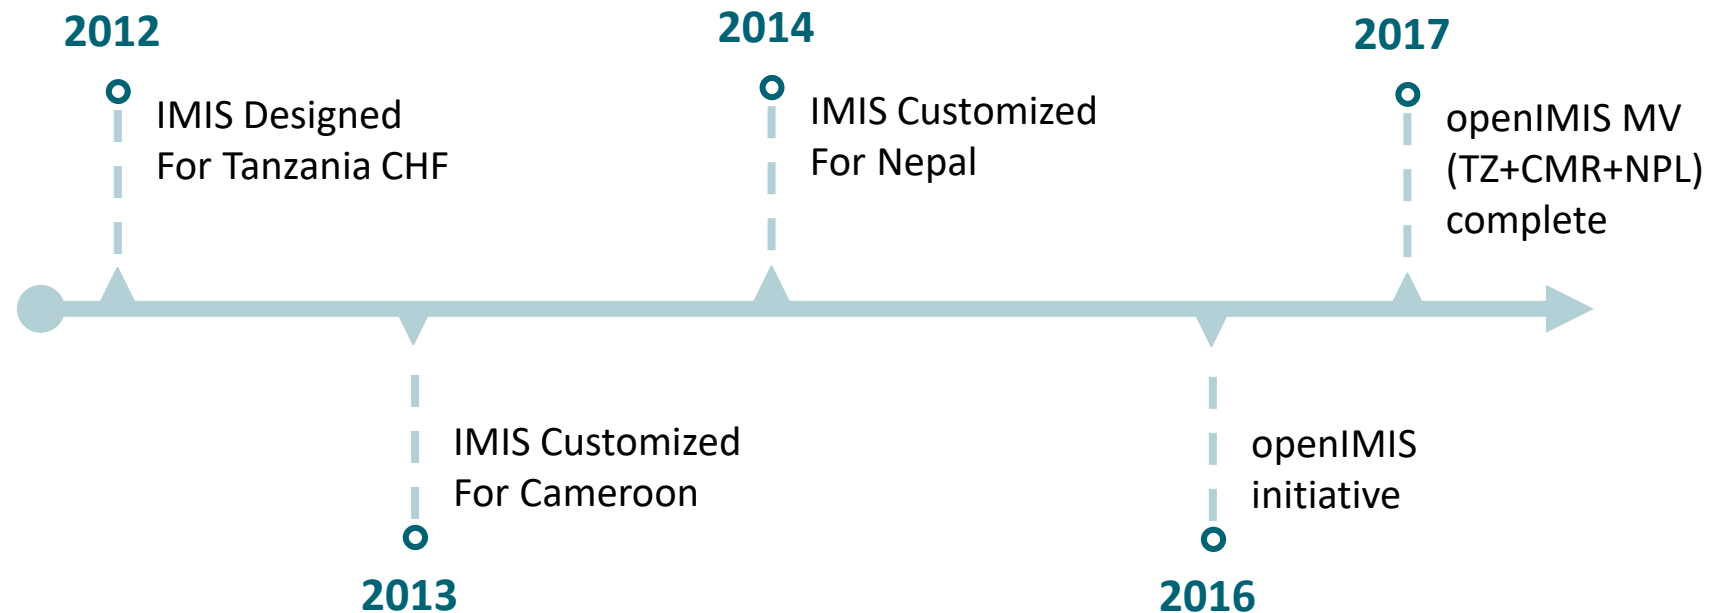 2012
IMIS Designed
For Tanzania CHF
2013
IMIS Customized
For Cameroon
2014
IMIS Customized
For Nepal
2016
openIMIS
initiative
2017
openIMIS MV
(TZ+CMR+NPL)
complete